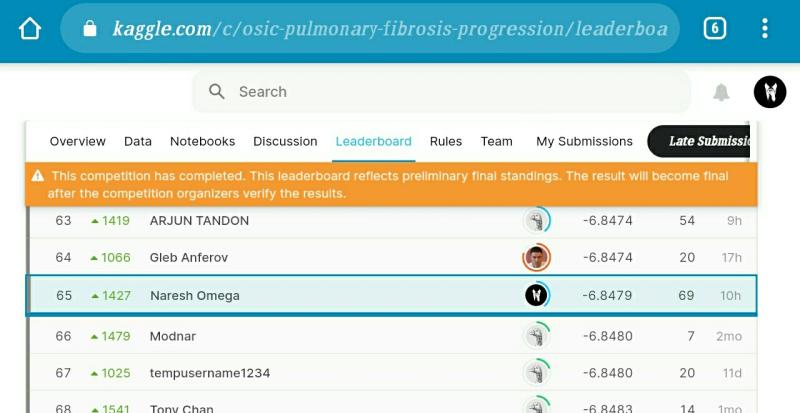 kaggle.com/c/osic-pulmonary-fibrosis-progression/leaderboa
6
Search
Overview Data Notebooks Discussion Leaderboard Rules Team My Submissions Late Submissio
This competition has completed. This leaderboard reflects preliminary final standings. The result will become final
after the competition organizers verify the results.
63 1419 ARJUN TANDON -6.8474 54 9h
64 1066 Gleb Anferov -6.8474 20 17h
65 1427 Naresh Omega -6.8479 69 10h
66 1479 Modnar -6.8480 7 2mo
67 1025 tempusername1234 -6.8480 20 11d
68 1541 Tony Chan -6.8483 14 1mo